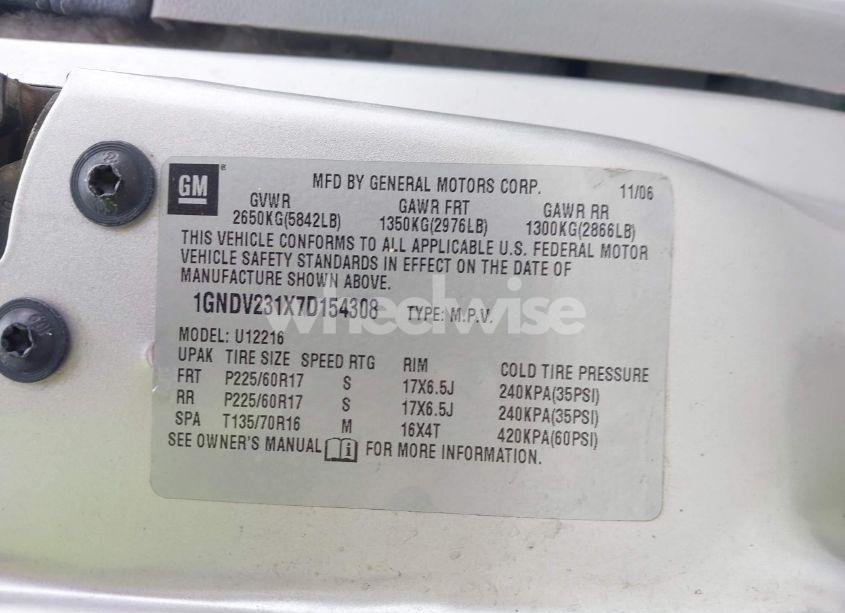 GM ®
MFD BY GENERAL MOTORS CORP. 11/06
GVWR GAWR FRT GAWR RR
2650KG(5842LB) 1350KG(2976LB) 1300KG(2866LB)
THIS VEHICLE CONFORMS TO ALL APPLICABLE U.S. FEDERAL MOTOR
VEHICLE SAFETY STANDARDS IN EFFECT ON THE DATE OF
MANUFACTURE SHOWN ABOVE.
1GNDV231X7D154308 TYPE: M.P.V.
wheelwise
MODEL: U12216
UPAK TIRE SIZE SPEED RTG RIM COLD TIRE PRESSURE
FRT P225/60R17 S 17X6.5J 240KPA(35PSI)
RR P225/60R17 S 17X6.5J 240KPA(35PSI)
SPA T135/70R16 M 16X4T 420KPA(60PSI)
SEE OWNER'S MANUAL i FOR MORE INFORMATION.